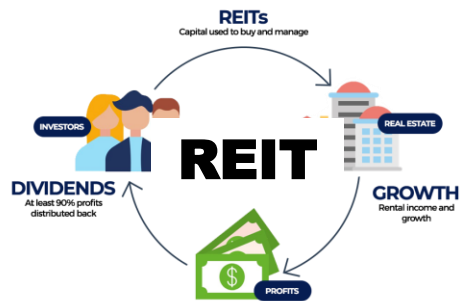 REITs
Capital used to buy and manage
INVESTORS
REAL ESTATE
REIT
DIVIDENDS
At least 90% profits
distributed back
GROWTH
Rental income and
growth
$
PROFITS